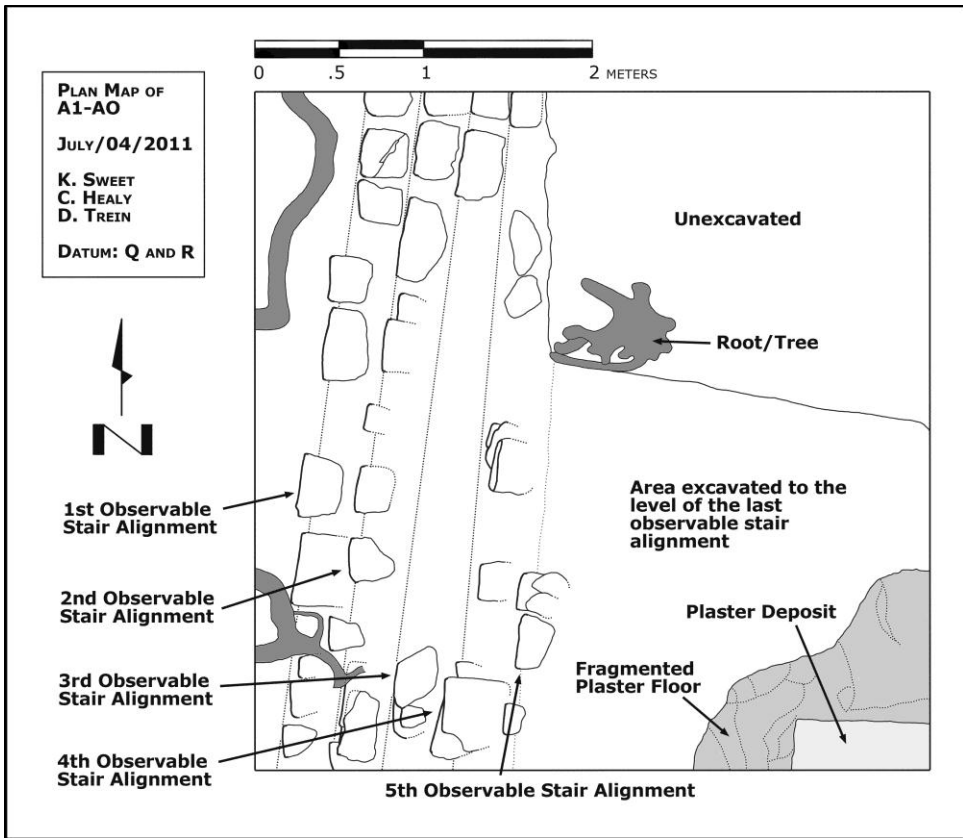 0 .5 1 2 METERS
PLAN MAP OF
A1-AO
JULY/04/2011
K. SWEET
C. HEALY
D. TREIN
DATUM: Q AND R
N
Unexcavated
Root/Tree
1st Observable
Stair Alignment
Area excavated to the
level of the last
observable stair
alignment
2nd Observable
Stair Alignment
Plaster Deposit
Fragmented
Plaster Floor
3rd Observable
Stair Alignment
4th Observable
Stair Alignment
5th Observable Stair Alignment